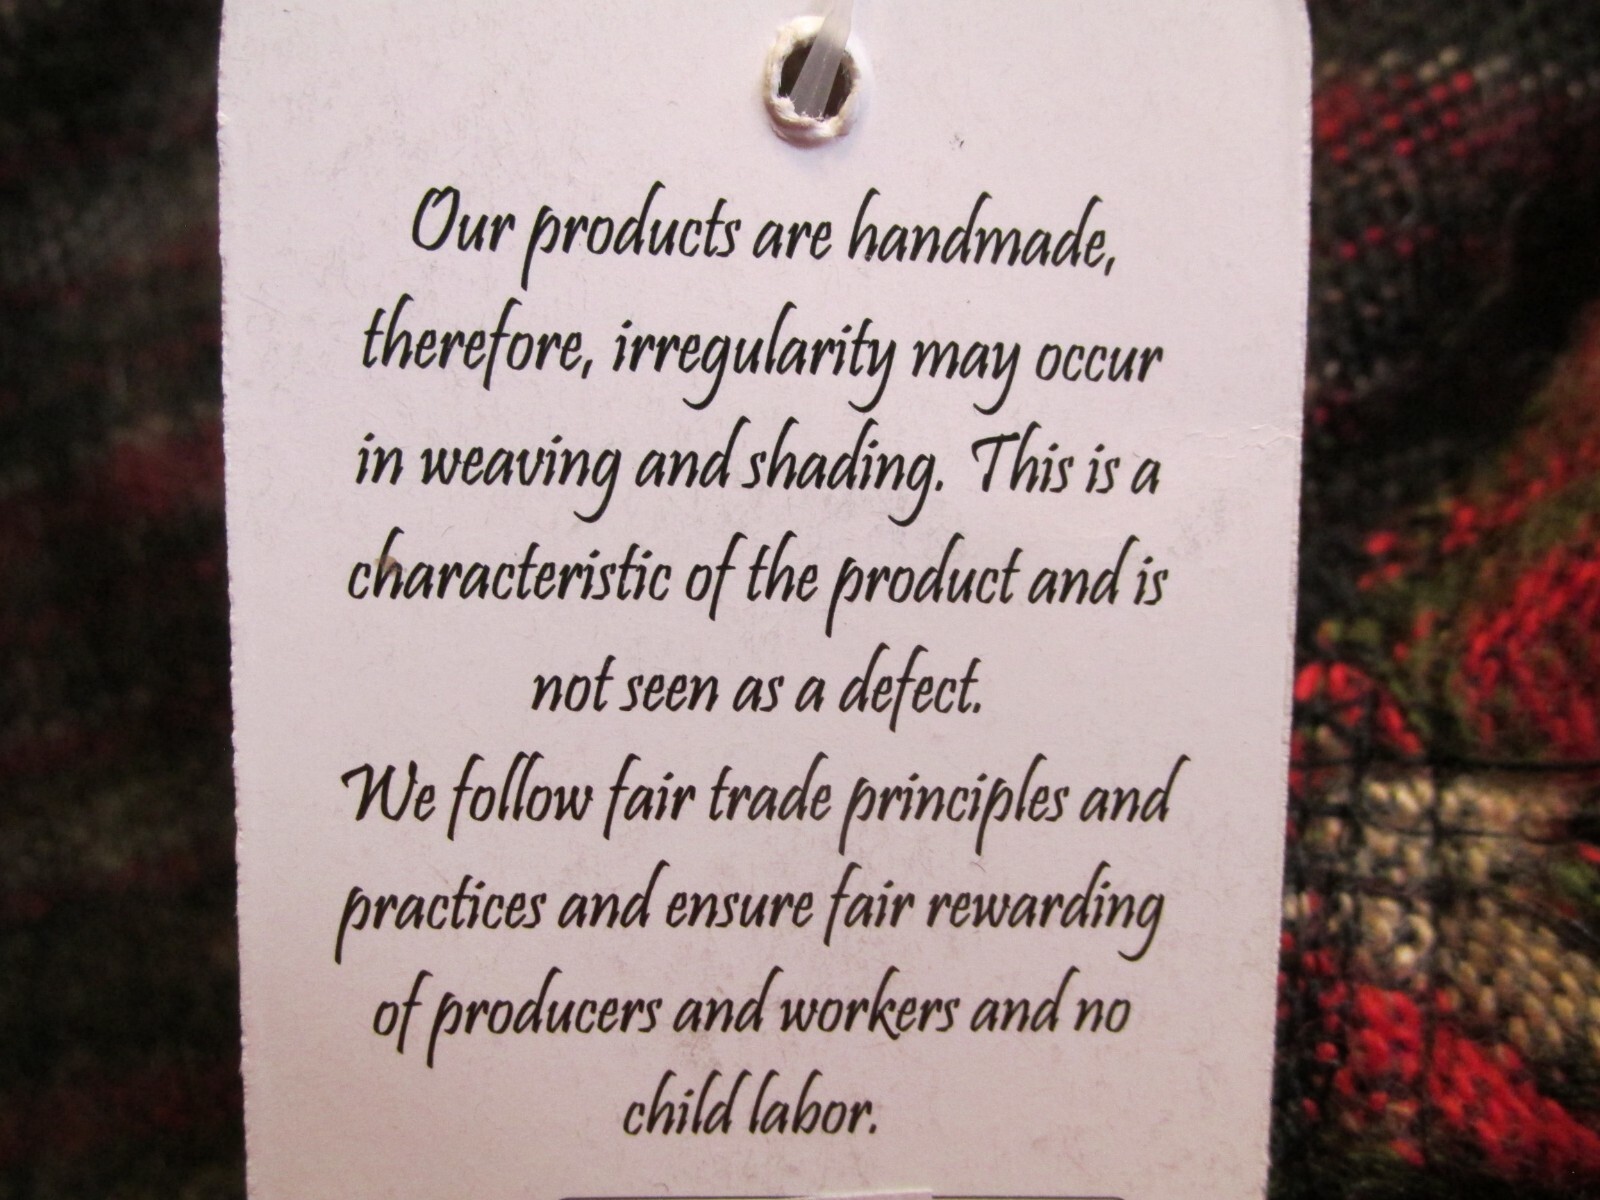 Our products are handmade,
therefore, irregularity may occur
in weaving and shading. This is a
characteristic of the product and is
not seen as a defect.
We follow fair trade principles and
practices and ensure fair rewarding
of producers and workers and no
child labor.